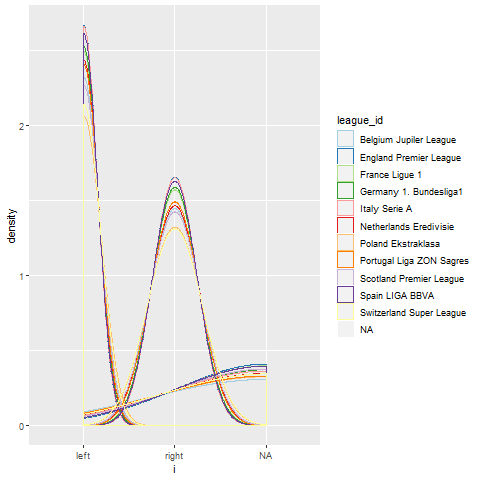 2
1
0
density
left
right
NA
i
league_id
Belgium Jupiler League
England Premier League
France Ligue 1
Germany 1. Bundesliga1
Italy Serie A
Netherlands Eredivisie
Poland Ekstraklasa
Portugal Liga ZON Sagres
Scotland Premier League
Spain LIGA BBVA
Switzerland Super League
NA